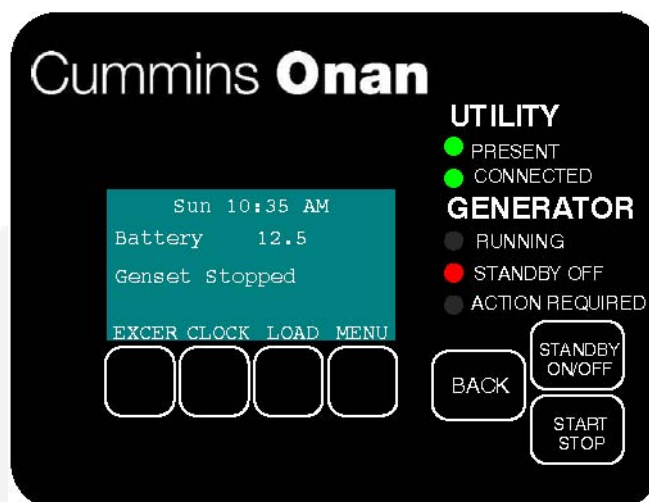 Cummins Onan
Sun 10:35 AM
Battery 12.5
Genset Stopped
EXCER CLOCK LOAD MENU
UTILITY
PRESENT
CONNECTED
GENERATOR
RUNNING
STANDBY OFF
ACTION REQUIRED
BACK
STANDBY
ON/OFF
START
STOP